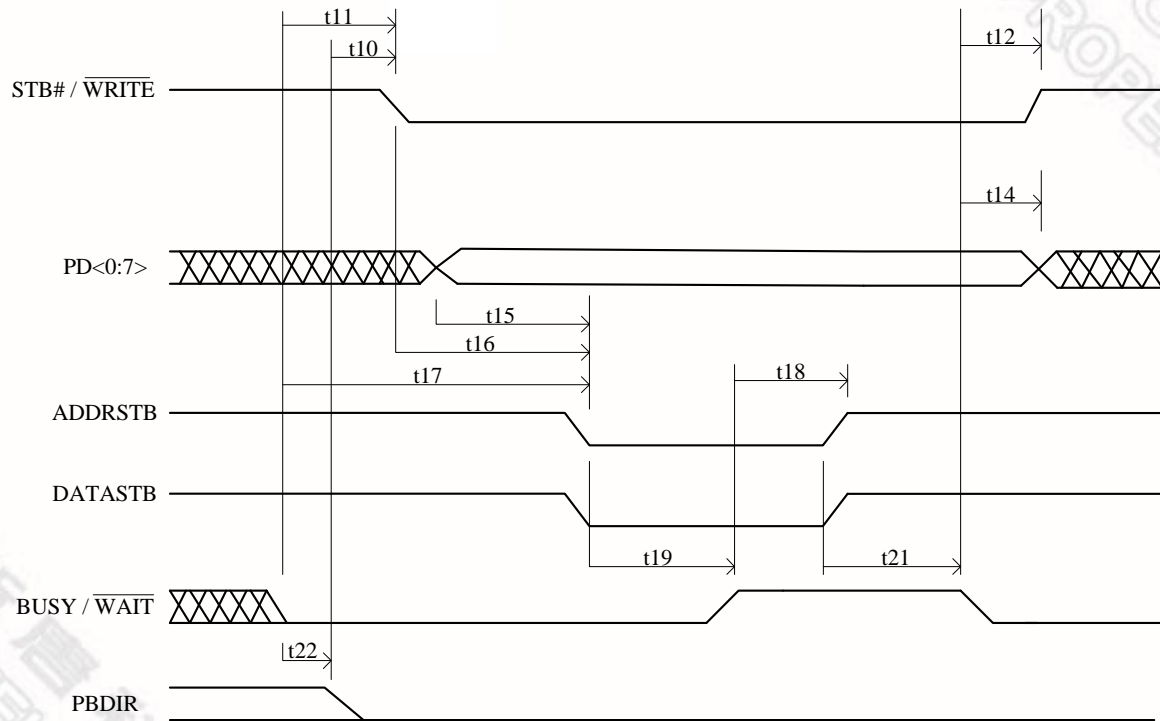 t11
t12
t10
STB# / WRITE
t14
PD<0:7>
t15
t16
t17
t18
ADDRSTB
DATASTB
t19
t21
BUSY / WAIT
t22
PBDIR